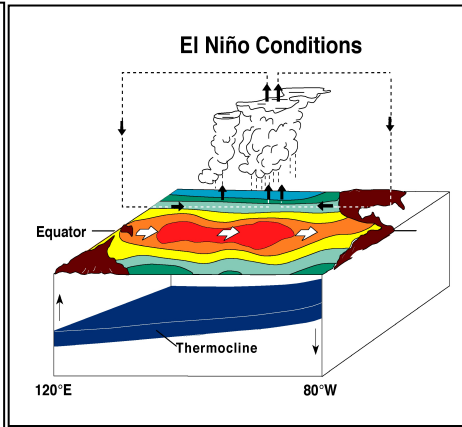 El Niño Conditions
Equator
Thermocline
120°E
80°W